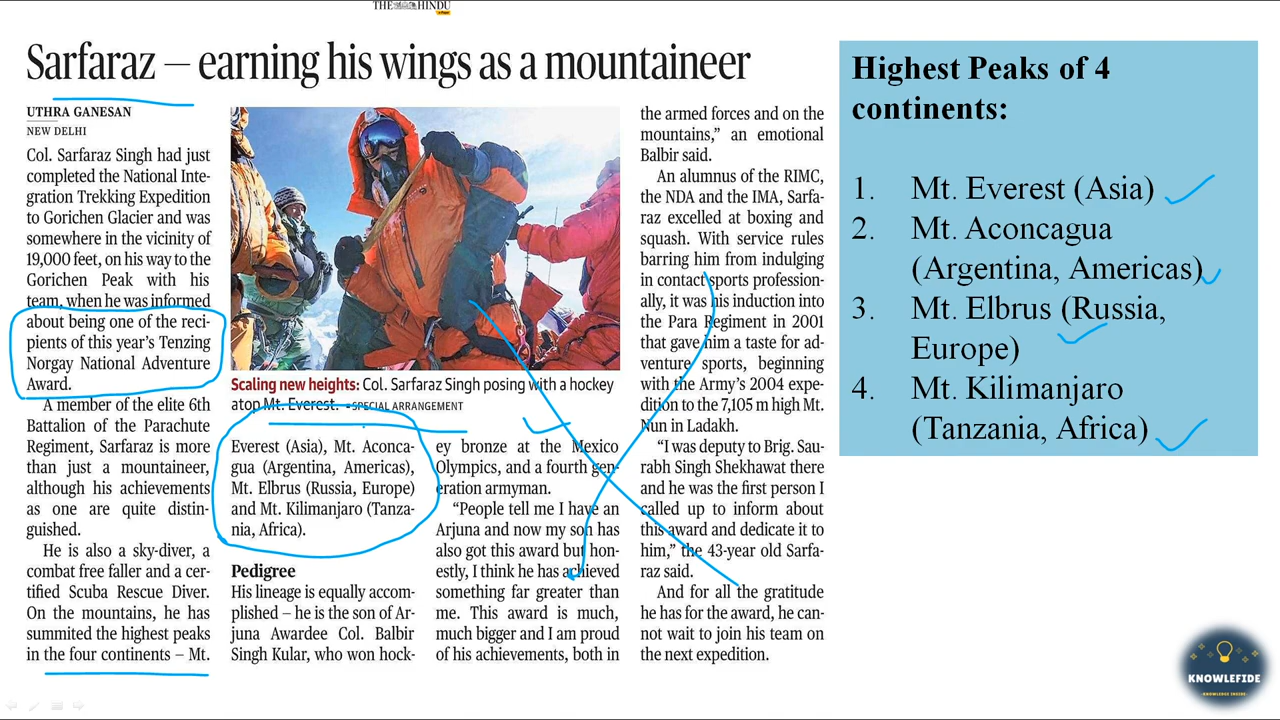 THE HINDU
Sarfaraz – earning his wings as a mountaineer
UTHRA GANESAN
NEW DELHI
Col. Sarfaraz Singh had just
completed the National Inte-
gration Trekking Expedition
to Gorichen Glacier and was
somewhere in the vicinity of
19,000 feet, on his way to the
Gorichen Peak with his
team, when he was informed
about being one of the reci-
pients of this year's Tenzing
Norgay National Adventure
Award.
A member of the elite 6th
Battalion of the Parachute
Regiment, Sarfaraz is more
than just a mountaineer,
although his achievements
as one are quite distin-
guished.
He is also a sky-diver, a
combat free faller and a cer-
tified Scuba Rescue Diver.
On the mountains, he has
summited the highest peaks
in the four continents – Mt.
Scaling new heights: Col. Sarfaraz Singh posing with a hockey
atop Mt. Everest. •SPECIAL ARRANGEMENT
Everest (Asia), Mt. Aconca-
gua (Argentina, Americas),
Mt. Elbrus (Russia, Europe)
and Mt. Kilimanjaro (Tanza-
nia, Africa).
Pedigree
His lineage is equally accom-
plished – he is the son of Ar-
juna Awardee Col. Balbir
Singh Kular, who won hock-
ey bronze at the Mexico
Olympics, and a fourth gen-
eration armyman.
“People tell me I have an
Arjuna and now my son has
also got this award but hon-
estly, I think he has achieved
something far greater than
me. This award is much,
much bigger and I am proud
of his achievements, both in
the armed forces and on the
mountains,” an emotional
Balbir said.
An alumnus of the RIMC,
the NDA and the IMA, Sarfa-
raz excelled at boxing and
squash. With service rules
barring him from indulging
in contact sports profession-
ally, it was his induction into
the Para Regiment in 2001
that gave him a taste for ad-
venture sports, beginning
with the Army's 2004 expe-
dition to the 7,105 m high Mt.
Nun in Ladakh.
“I was deputy to Brig. Sau-
rabh Singh Shekhawat there
and he was the first person I
called up to inform about
this award and dedicate it to
him,” the 43-year old Sarfa-
raz said.
And for all the gratitude
he has for the award, he can-
not wait to join his team on
the next expedition.
Highest Peaks of 4
continents:
1. Mt. Everest (Asia)
2. Mt. Aconcagua
(Argentina, Americas)
3. Mt. Elbrus (Russia,
Europe)
4. Mt. Kilimanjaro
(Tanzania, Africa)
KNOWLEFIDE
KNOWLEDGE INSIDE